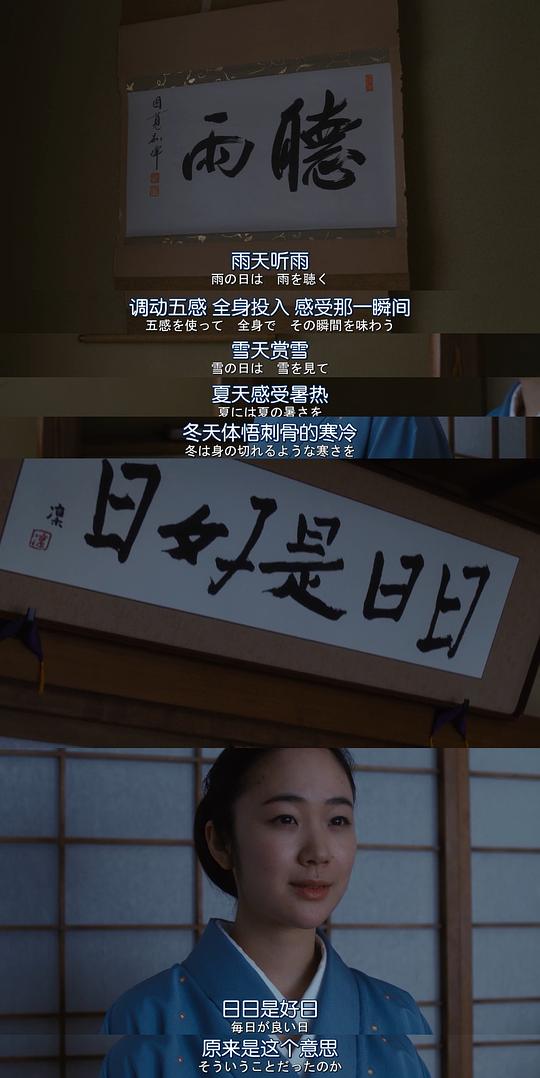 聽雨
雨天听雨
雨の日は 雨を聴く
调动五感 全身投入 感受那一瞬间
五感を使って 全身で その瞬間を味わう
雪天赏雪
雪の日は 雪を見て
夏天感受暑热
夏には夏の暑さを
冬天体悟刺骨的寒冷
冬は身の切れるような寒さを
日日是好日
日日是好日
毎日が良い日
原来是这个意思
そういうことだったのか